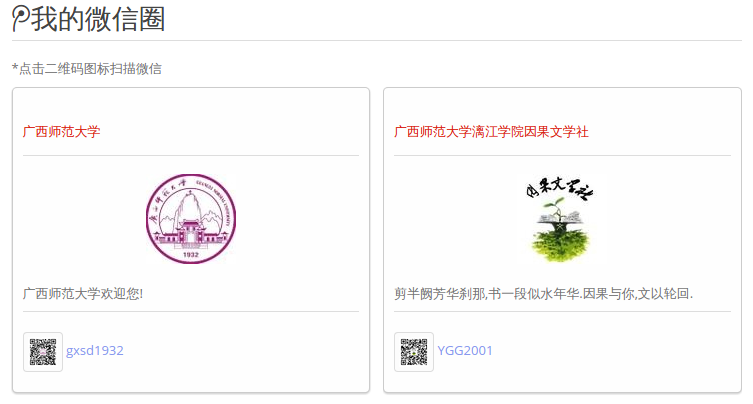 我的微信圈
*点击二维码图标扫描微信
广西师范大学
1932
广西师范大学欢迎您!
gxsd1932
广西师范大学漓江学院因果文学社
因果文学社
剪半阙芳华刹那,书一段似水年华.因果与你,文以轮回.
YGG2001